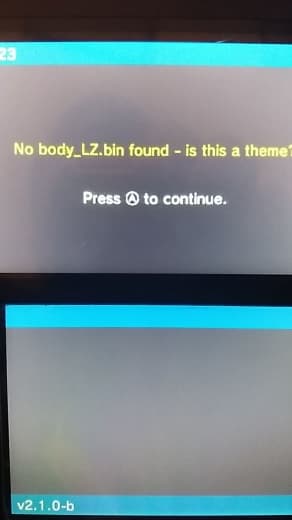 23
No body_LZ.bin found - is this a theme?
Press Ⓐ to continue.
v2.1.0-b